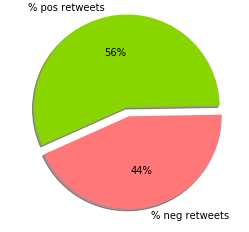 % pos retweets
56%
44%
% neg retweets